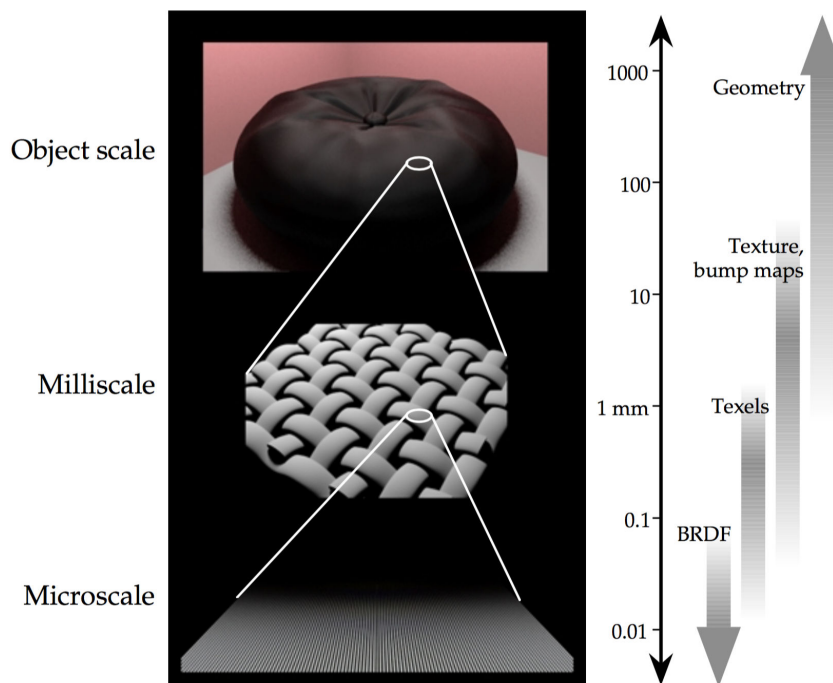 Object scale
Milliscale
Microscale
1000
100
10
1 mm
0.1
0.01
Geometry
Texture,
bump maps
Texels
BRDF